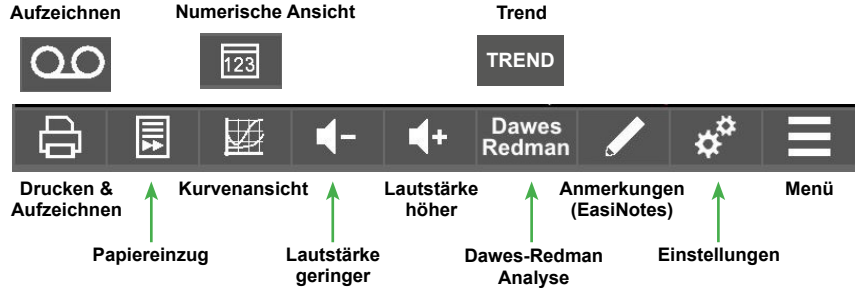 Aufzeichnen
Numerische Ansicht
Trend
123
TREND
Dawes
Redman
Drucken &
Aufzeichnen
Kurvenansicht
Lautstärke
höher
Anmerkungen
(EasiNotes)
Menü
Papiereinzug
Lautstärke
geringer
Dawes-Redman
Analyse
Einstellungen